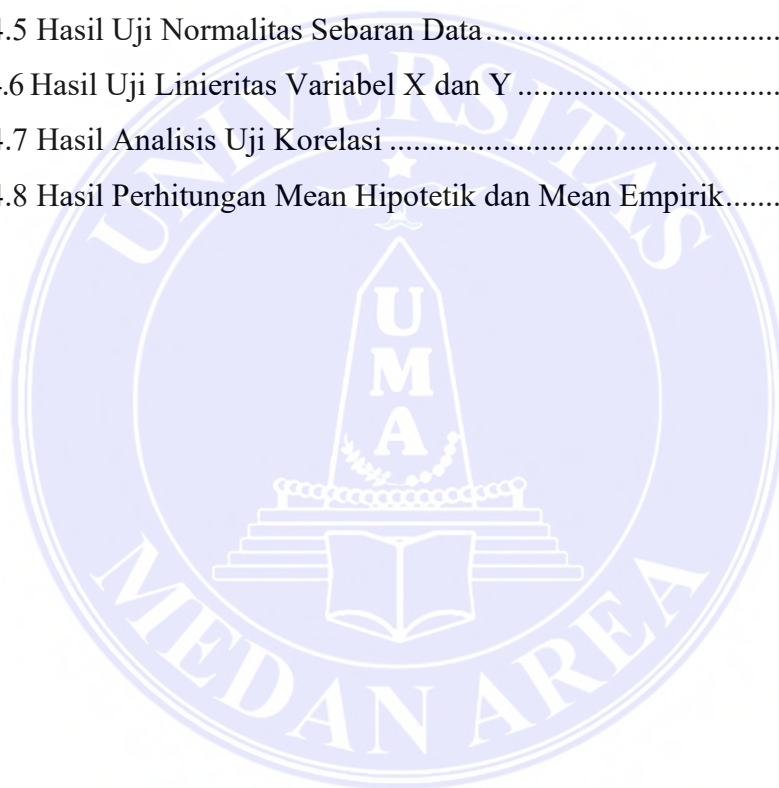 4.5 Hasil Uji Normalitas Sebaran Data....................................
4.6 Hasil Uji Linieritas Variabel X dan Y................................
4.7 Hasil Analisis Uji Korelasi................................................
4.8 Hasil Perhitungan Mean Hipotetik dan Mean Empirik.......
UNIVERSITAS
UMA
MEDAN AREA